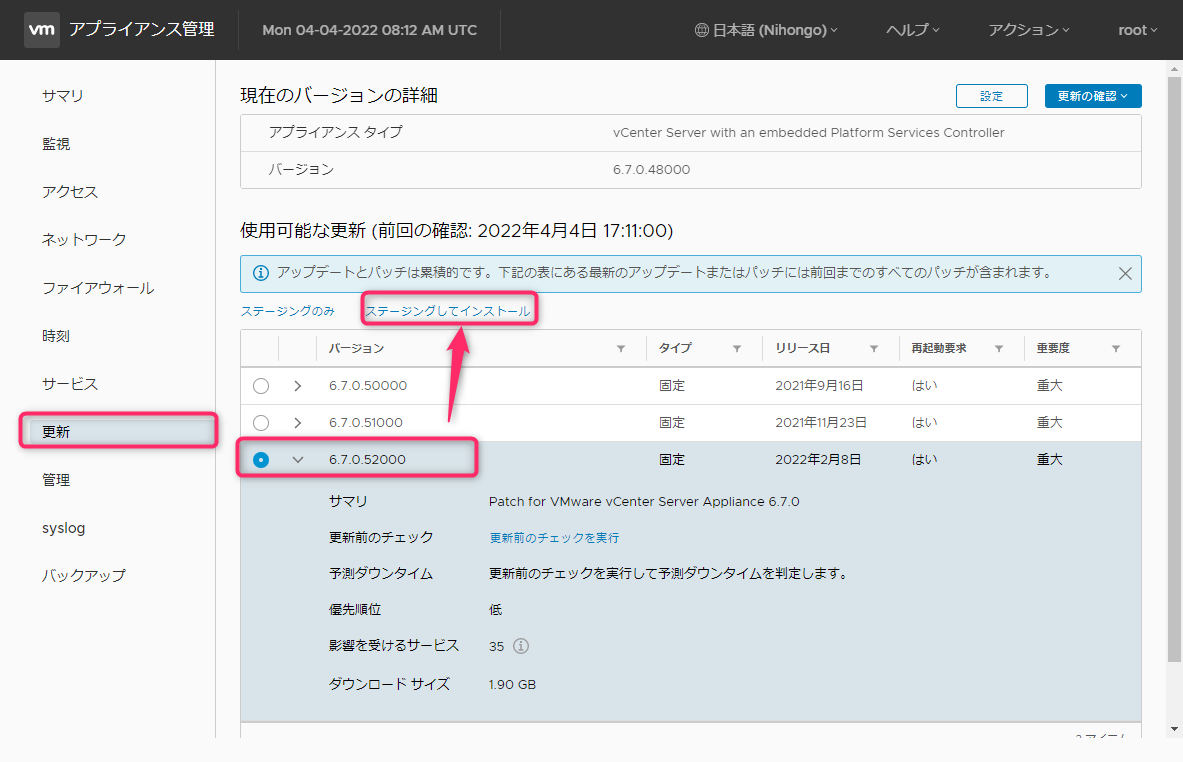 vm アプライアンス管理 Mon 04-04-2022 08:12 AM UTC 日本語 (Nihongo) ヘルプ アクション root
サマリ
監視
アクセス
ネットワーク
ファイアウォール
時刻
サービス
更新
管理
syslog
バックアップ
現在のバージョンの詳細 設定 更新の確認
アプライアンス タイプ vCenter Server with an embedded Platform Services Controller
バージョン 6.7.0.48000
使用可能な更新 (前回の確認: 2022年4月4日 17:11:00)
アップデートとパッチは累積的です。下記の表にある最新のアップデートまたはパッチには前回までのすべてのパッチが含まれます。
ステージングのみ ステージングしてインストール
バージョン タイプ リリース日 再起動要求 重要度
6.7.0.50000 固定 2021年9月16日 はい 重大
6.7.0.51000 固定 2021年11月23日 はい 重大
6.7.0.52000 固定 2022年2月8日 はい 重大
サマリ Patch for VMware vCenter Server Appliance 6.7.0
更新前のチェック 更新前のチェックを実行
予測ダウンタイム 更新前のチェックを実行して予測ダウンタイムを判定します。
優先順位 低
影響を受けるサービス 35
ダウンロード サイズ 1.90 GB